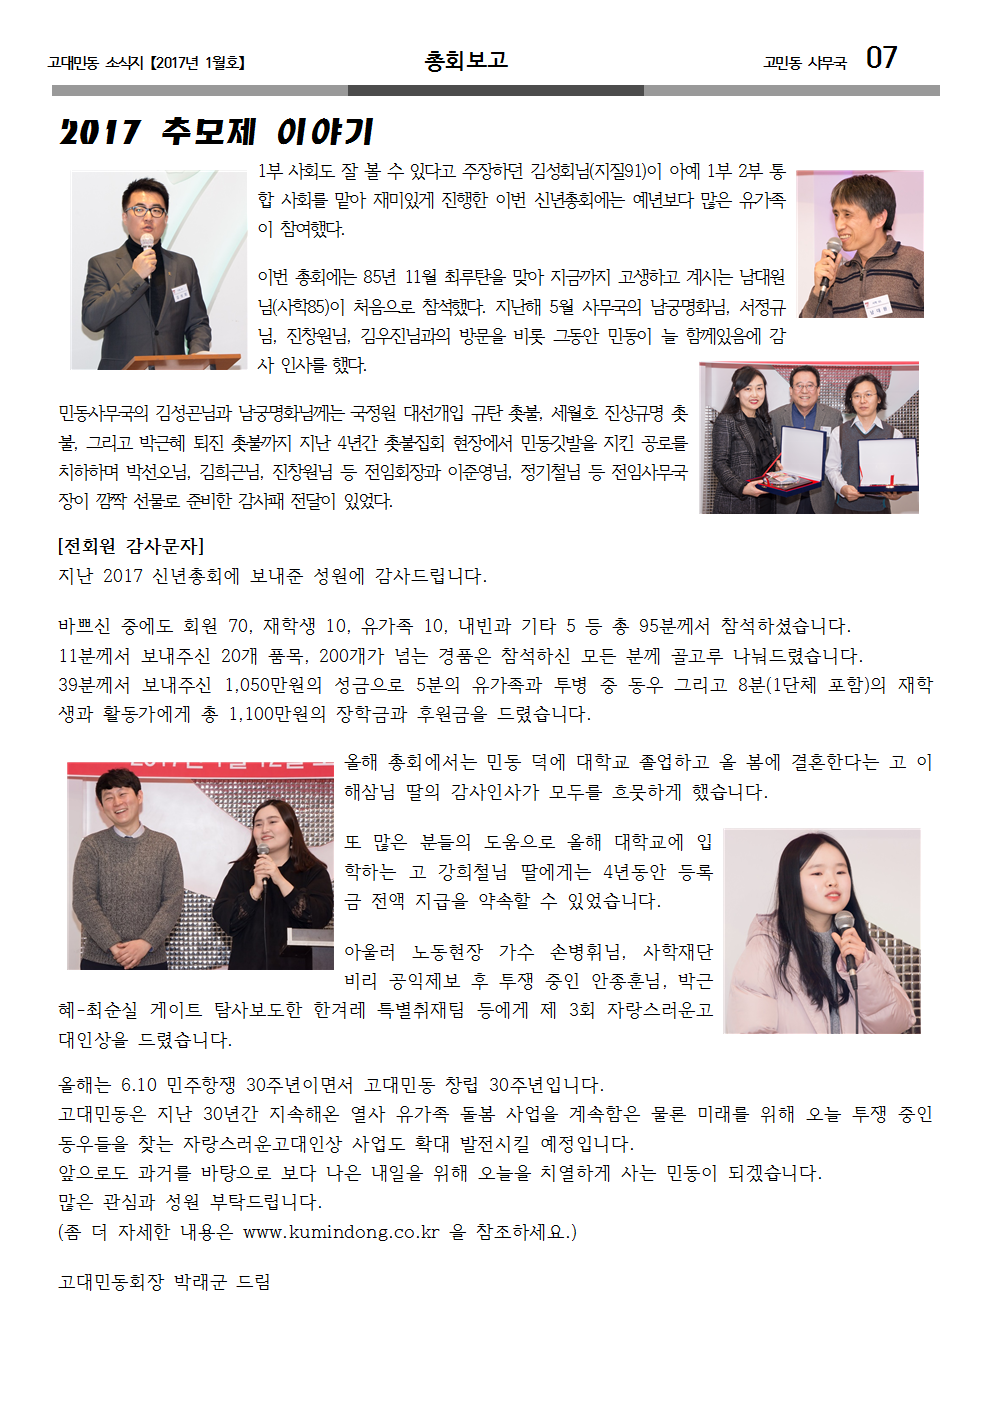 고대민동 소식지 【2017년 1월호】
총회보고
고민동 사무국 07
2017 추모제 이야기
1부 사회도 잘 볼 수 있다고 주장하던 김성회님(지질91)이 아예 1부 2부 통
합 사회를 맡아 재미있게 진행한 이번 신년총회에는 예년보다 많은 유가족
이 참여했다.
이번 총회에는 85년 11월 최루탄을 맞아 지금까지 고생하고 계시는 남대원
님(사학85)이 처음으로 참석했다. 지난해 5월 사무국의 남궁명화님, 서정규
님, 진창원님, 김우진님과의 방문을 비롯 그동안 민동이 늘 함께있음에 감
사 인사를 했다.
민동사무국의 김성곤님과 남궁명화님께는 국정원 대선개입 규탄 촛불, 세월호 진상규명 촛
불, 그리고 박근혜 퇴진 촛불까지 지난 4년간 촛불집회 현장에서 민동깃발을 지킨 공로를
치하하며 박선오님, 김희근님, 진창원님 등 전임회장과 이준영님, 정기철님 등 전임사무국
장이 깜짝 선물로 준비한 감사패 전달이 있었다.
[전회원 감사문자]
지난 2017 신년총회에 보내준 성원에 감사드립니다.
바쁘신 중에도 회원 70, 재학생 10, 유가족 10, 내빈과 기타 5 등 총 95분께서 참석하셨습니다.
11분께서 보내주신 20개 품목, 200개가 넘는 경품은 참석하신 모든 분께 골고루 나눠드렸습니다.
39분께서 보내주신 1,050만원의 성금으로 5분의 유가족과 투병 중 동우 그리고 8분(1단체 포함)의 재학
생과 활동가에게 총 1,100만원의 장학금과 후원금을 드렸습니다.
올해 총회에서는 민동 덕에 대학교 졸업하고 올 봄에 결혼한다는 고 이
해삼님 딸의 감사인사가 모두를 흐뭇하게 했습니다.
또 많은 분들의 도움으로 올해 대학교에 입
학하는 고 강희철님 딸에게는 4년동안 등록
금 전액 지급을 약속할 수 있었습니다.
아울러 노동현장 가수 손병휘님, 사학재단
비리 공익제보 후 투쟁 중인 안종훈님, 박근
혜-최순실 게이트 탐사보도한 한겨레 특별취재팀 등에게 제 3회 자랑스러운고
대인상을 드렸습니다.
올해는 6.10 민주항쟁 30주년이면서 고대민동 창립 30주년입니다.
고대민동은 지난 30년간 지속해온 열사 유가족 돌봄 사업을 계속함은 물론 미래를 위해 오늘 투쟁 중인
동우들을 찾는 자랑스러운고대인상 사업도 확대 발전시킬 예정입니다.
앞으로도 과거를 바탕으로 보다 나은 내일을 위해 오늘을 치열하게 사는 민동이 되겠습니다.
많은 관심과 성원 부탁드립니다.
(좀 더 자세한 내용은 www.kumindong.co.kr 을 참조하세요.)
고대민동회장 박래군 드림